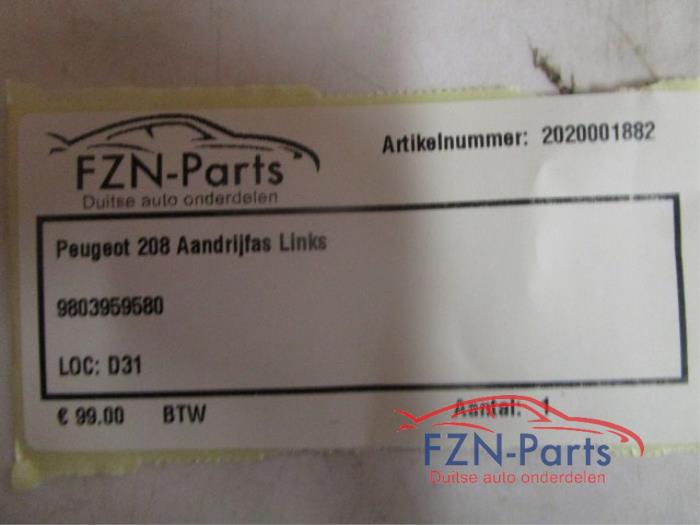 FZN-Parts
Duitse auto onderdelen
Artikelnummer: 2020001882
Peugeot 208 Aandrijfas Links
9803959580
LOC: D31
€ 99.00 BTW
Aantal: 1
FZN-Parts
Duitse auto onderdelen